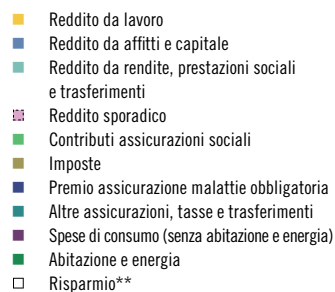 Reddito da lavoro
Reddito da affitti e capitale
Reddito da rendite, prestazioni sociali
e trasferimenti
Reddito sporadico
Contributi assicurazioni sociali
Imposte
Premio assicurazione malattie obbligatoria
Altre assicurazioni, tasse e trasferimenti
Spese di consumo (senza abitazione e energia)
Abitazione e energia
Risparmio**